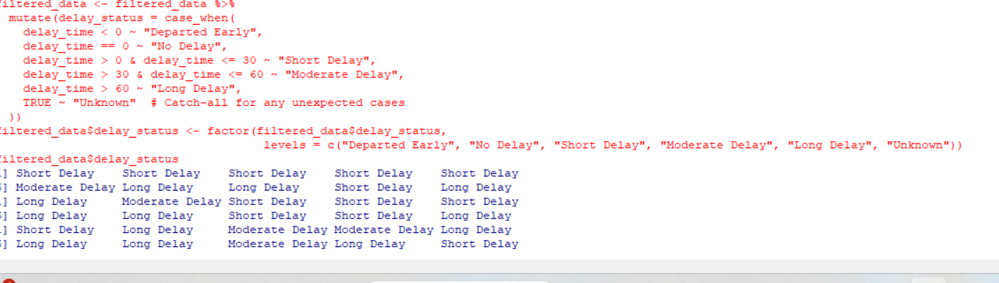 filtered_data <- filtered_data %>%
mutate(delay_status = case_when(
delay_time < 0 ~ "Departed Early",
delay_time == 0 ~ "No Delay",
delay_time > 0 & delay_time <= 30 ~ "Short Delay",
delay_time > 30 & delay_time <= 60 ~ "Moderate Delay",
delay_time > 60 ~ "Long Delay",
TRUE ~ "Unknown"  # Catch-all for any unexpected cases
))
filtered_data$delay_status <- factor(filtered_data$delay_status,
levels = c("Departed Early", "No Delay", "Short Delay", "Moderate Delay", "Long Delay", "Unknown"))
filtered_data$delay_status
] Short Delay    Short Delay    Short Delay    Short Delay    Short Delay
] Moderate Delay Long Delay     Long Delay     Short Delay    Long Delay
] Long Delay     Moderate Delay Short Delay    Short Delay    Short Delay
] Long Delay     Long Delay     Short Delay    Short Delay    Long Delay
] Short Delay    Long Delay     Moderate Delay Moderate Delay Long Delay
] Long Delay     Long Delay     Moderate Delay Long Delay     Short Delay